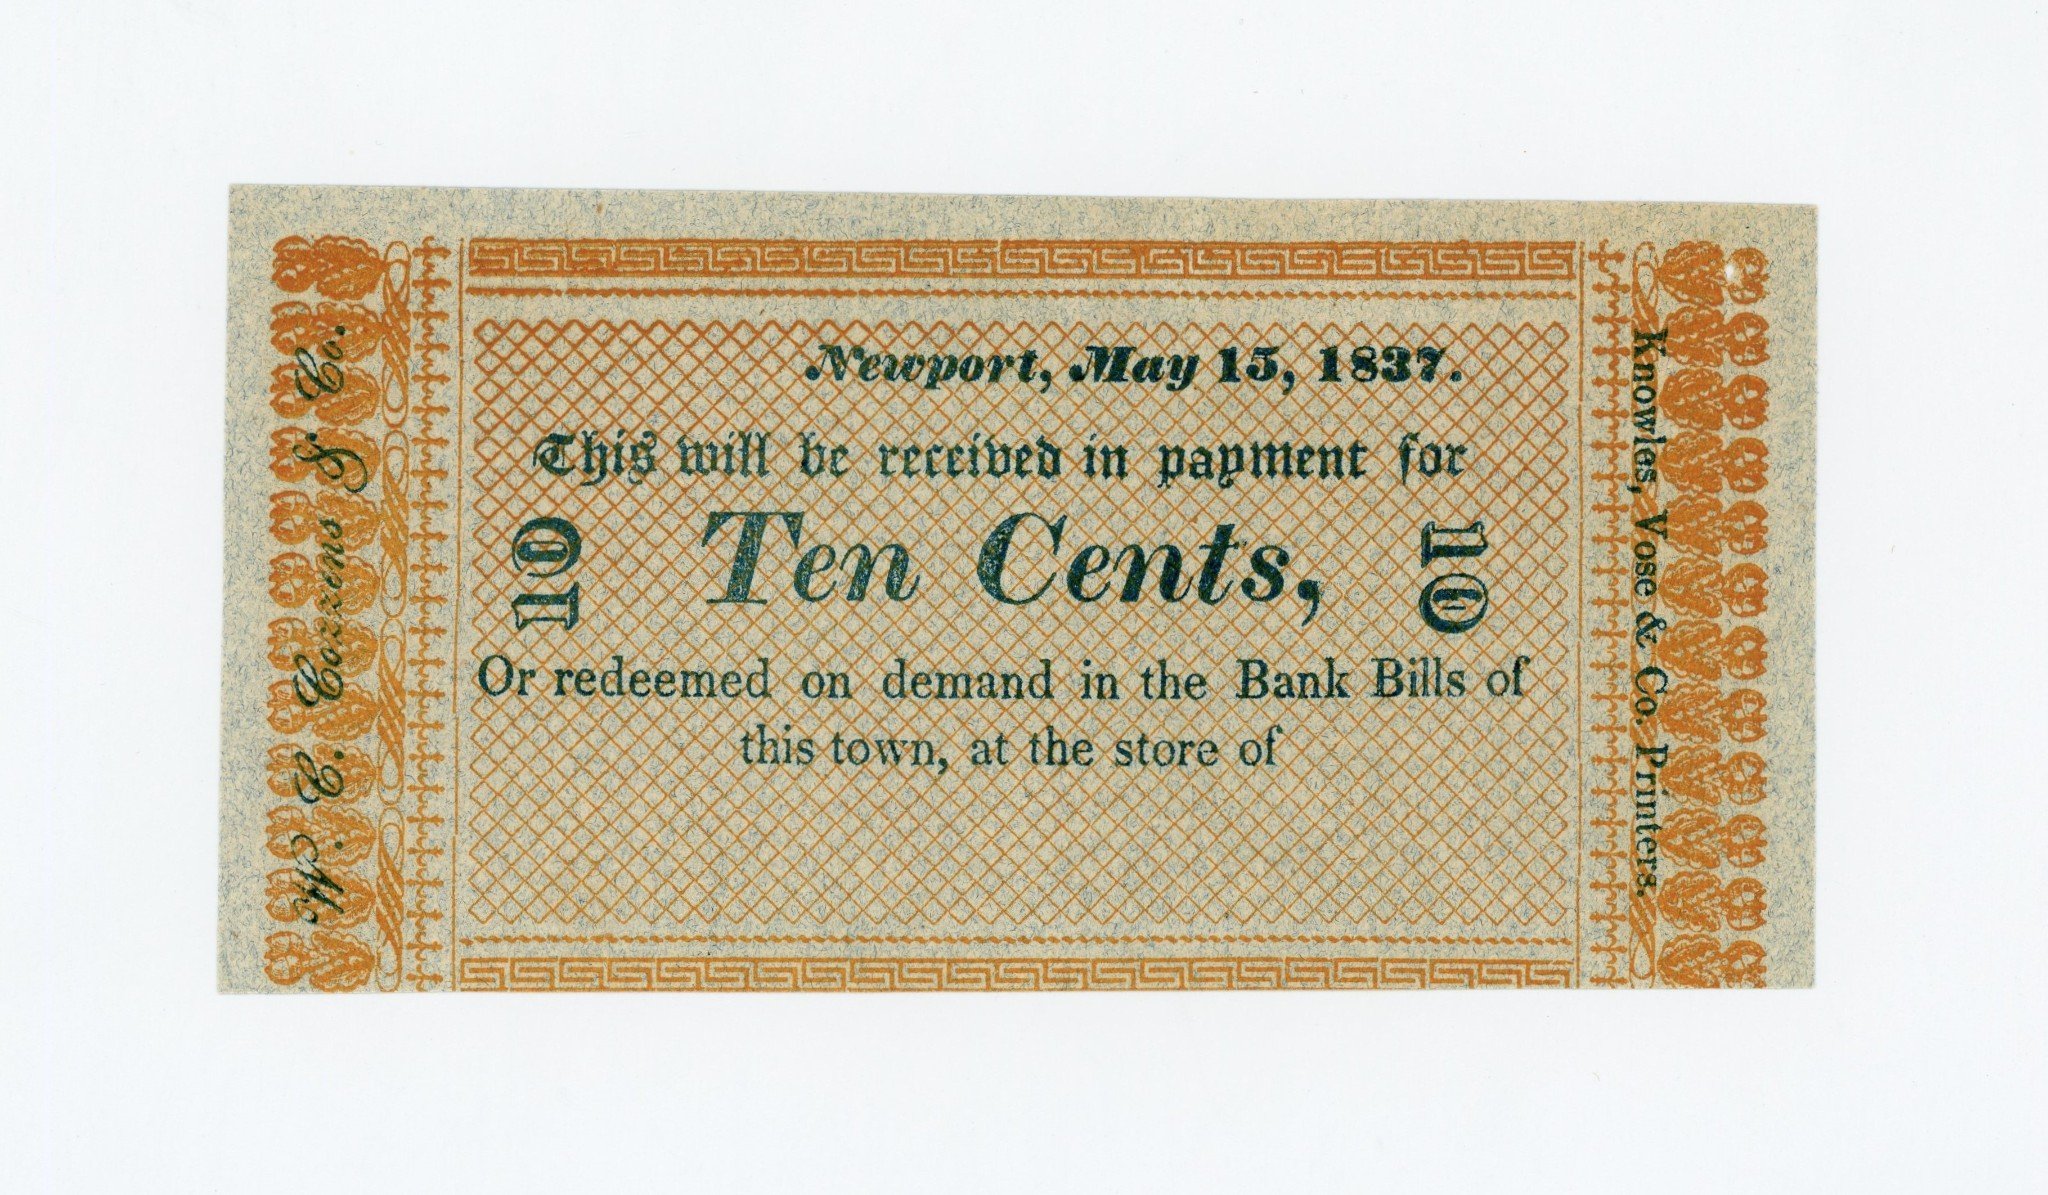 Newport, May 15, 1837.
This will be received in payment for
10 Ten Cents, 10
Or redeemed on demand in the Bank Bills of
this town, at the store of
Wm. C. Cozzens & Co.
Knowles, Vose & Co. Printers.